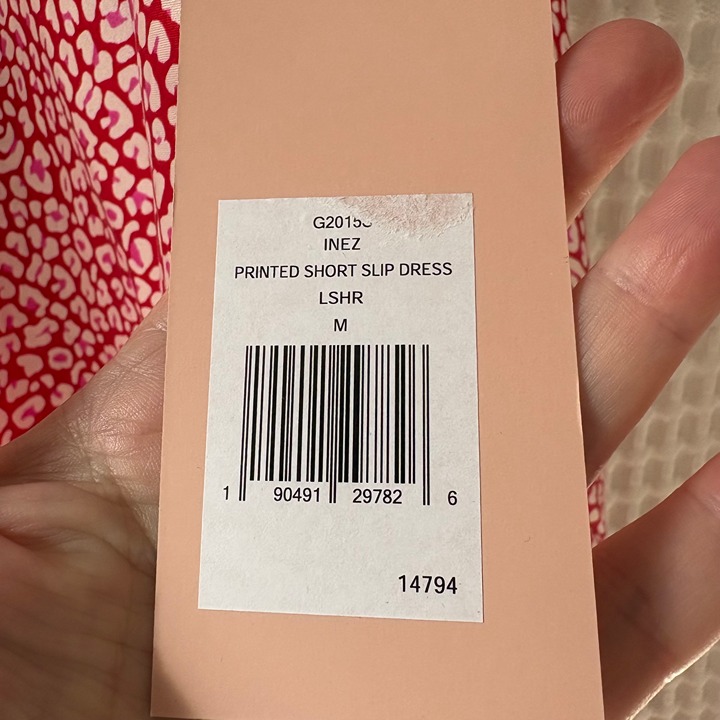 INEZ
PRINTED SHORT SLIP DRESS
LSHR
M
1 90491 29782 6
14794